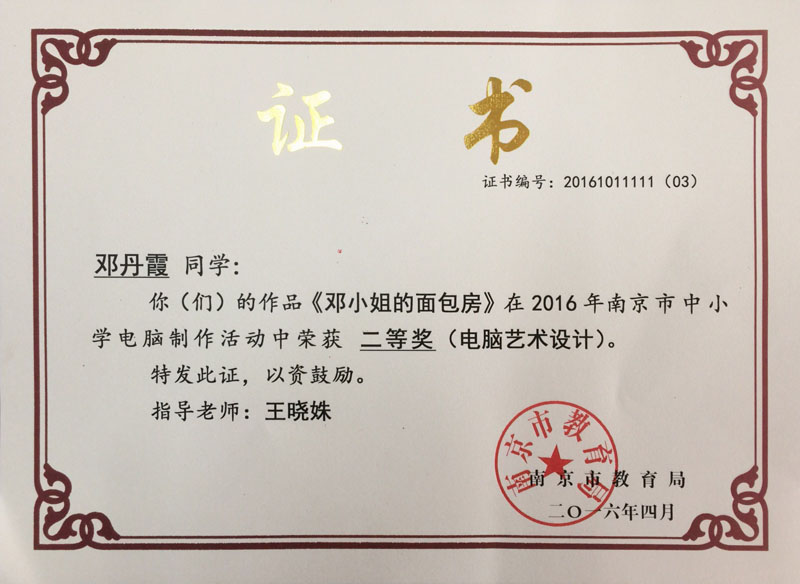 证书
证书编号：20161011111（03）
邓丹霞 同学：
你（们）的作品《邓小姐的面包房》在2016年南京市中小
学电脑制作活动中荣获 二等奖（电脑艺术设计）。
特发此证，以资鼓励。
指导老师：王晓姝
南京市教育局
南京市教育局
二〇一六年四月